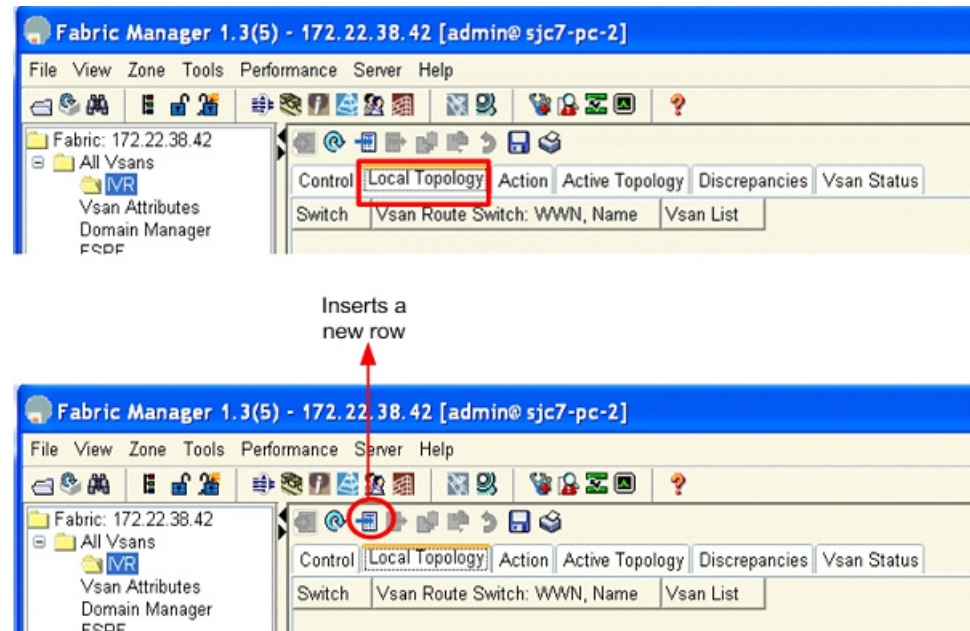 Fabric Manager 1.3(5) - 172.22.38.42 [admin@sjc7-pc-2]
File View Zone Tools Performance Server Help
Fabric: 172.22.38.42
All Vsans
IVR
Vsan Attributes
Domain Manager
FSPF
Control Local Topology Action Active Topology Discrepancies Vsan Status
Switch Vsan Route Switch: WWN, Name Vsan List
Inserts a
new row
Fabric Manager 1.3(5) - 172.22.38.42 [admin@sjc7-pc-2]
File View Zone Tools Performance Server Help
Fabric: 172.22.38.42
All Vsans
IVR
Vsan Attributes
Domain Manager
FSPF
Control Local Topology Action Active Topology Discrepancies Vsan Status
Switch Vsan Route Switch: WWN, Name Vsan List